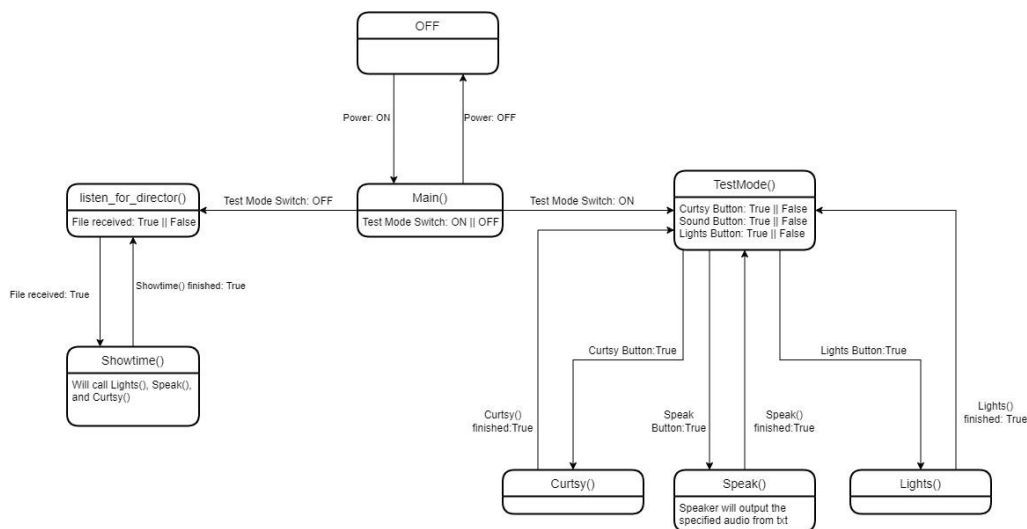 OFF
Power: ON
Power: OFF
listen_for_director()
File received: True || False
Test Mode Switch: OFF
Main()
Test Mode Switch: ON || OFF
Test Mode Switch: ON
TestMode()
Curtsy Button: True || False
Sound Button: True || False
Lights Button: True || False
File received: True
Showtime() finished: True
Showtime()
Will call Lights(), Speak(),
and Curtsy()
Curtsy Button:True
Lights Button:True
Curtsy()
finished:True
Speak
Button:True
Speak()
finished:True
Lights()
finished: True
Curtsy()
Speak()
Speaker will output the
specified audio from txt
Lights()